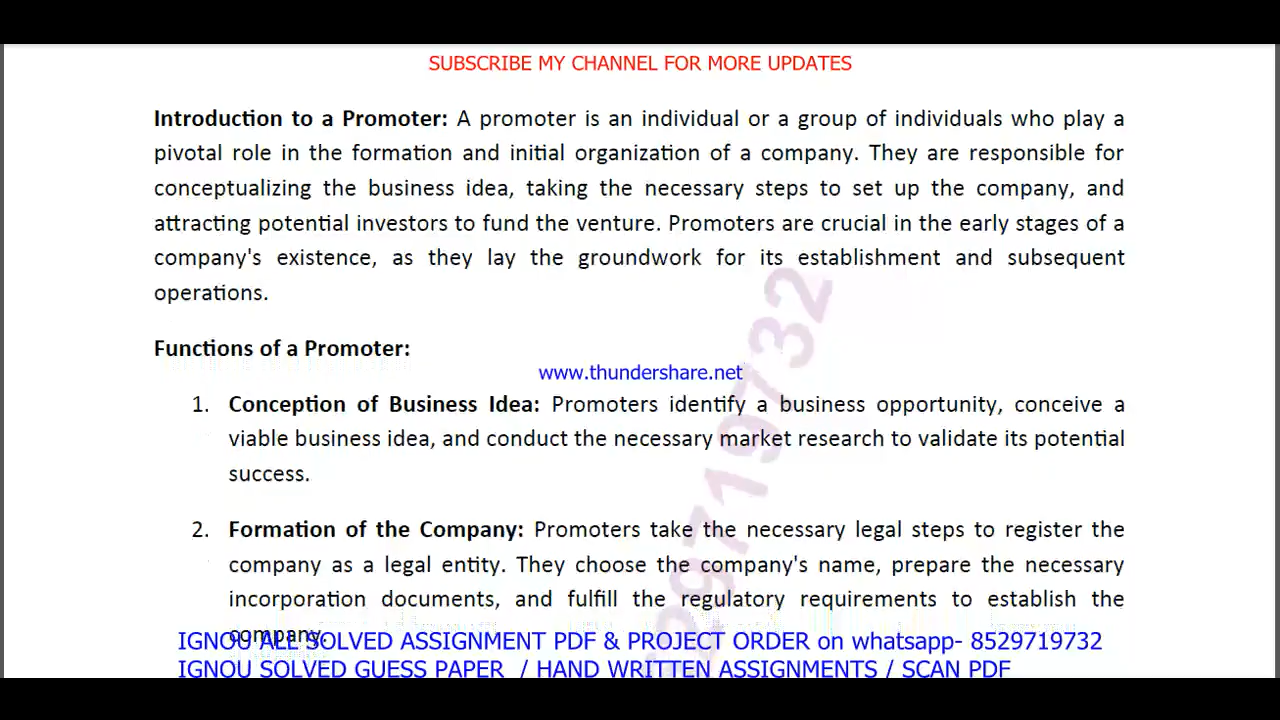 SUBSCRIBE MY CHANNEL FOR MORE UPDATES
Introduction to a Promoter: A promoter is an individual or a group of individuals who play a
pivotal role in the formation and initial organization of a company. They are responsible for
conceptualizing the business idea, taking the necessary steps to set up the company, and
attracting potential investors to fund the venture. Promoters are crucial in the early stages of a
company's existence, as they lay the groundwork for its establishment and subsequent
operations.
Functions of a Promoter:
www.thundershare.net
1. Conception of Business Idea: Promoters identify a business opportunity, conceive a
viable business idea, and conduct the necessary market research to validate its potential
success.
2. Formation of the Company: Promoters take the necessary legal steps to register the
company as a legal entity. They choose the company's name, prepare the necessary
incorporation documents, and fulfill the regulatory requirements to establish the
company.
IGNOU ALL SOLVED ASSIGNMENT PDF & PROJECT ORDER on whatsapp- 8529719732
IGNOU SOLVED GUESS PAPER / HAND WRITTEN ASSIGNMENTS / SCAN PDF